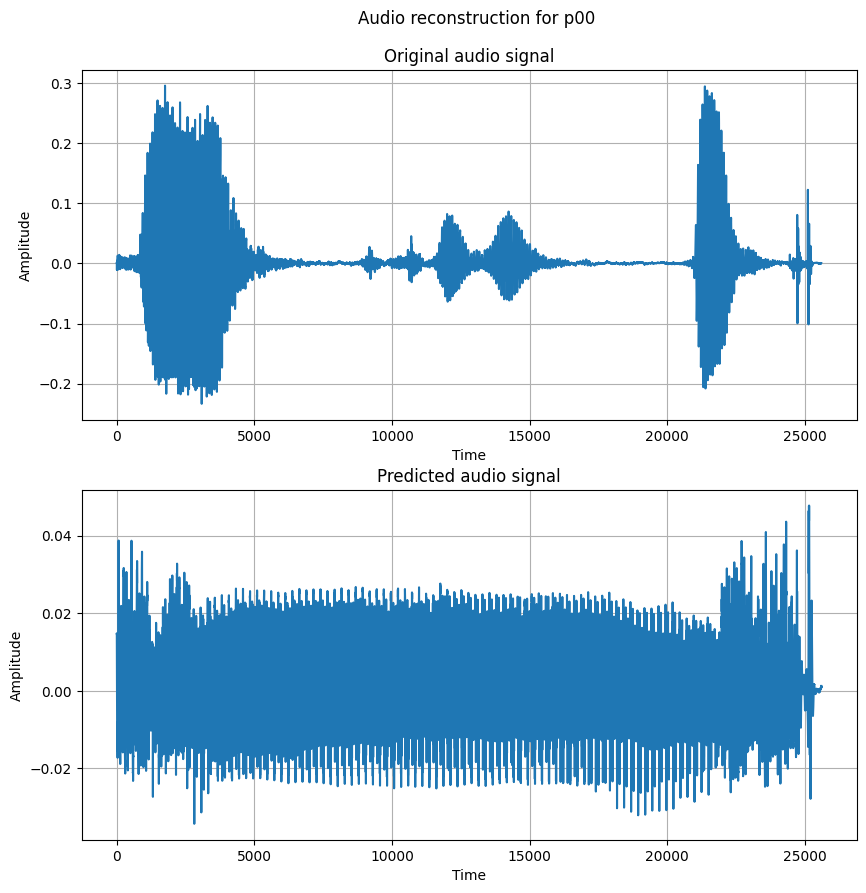 Audio reconstruction for p00
Original audio signal
0.3
0.2
0.1
0.0
−0.1
−0.2
Amplitude
0 5000 10000 15000 20000 25000
Time
Predicted audio signal
0.04
0.02
0.00
−0.02
Amplitude
0 5000 10000 15000 20000 25000
Time